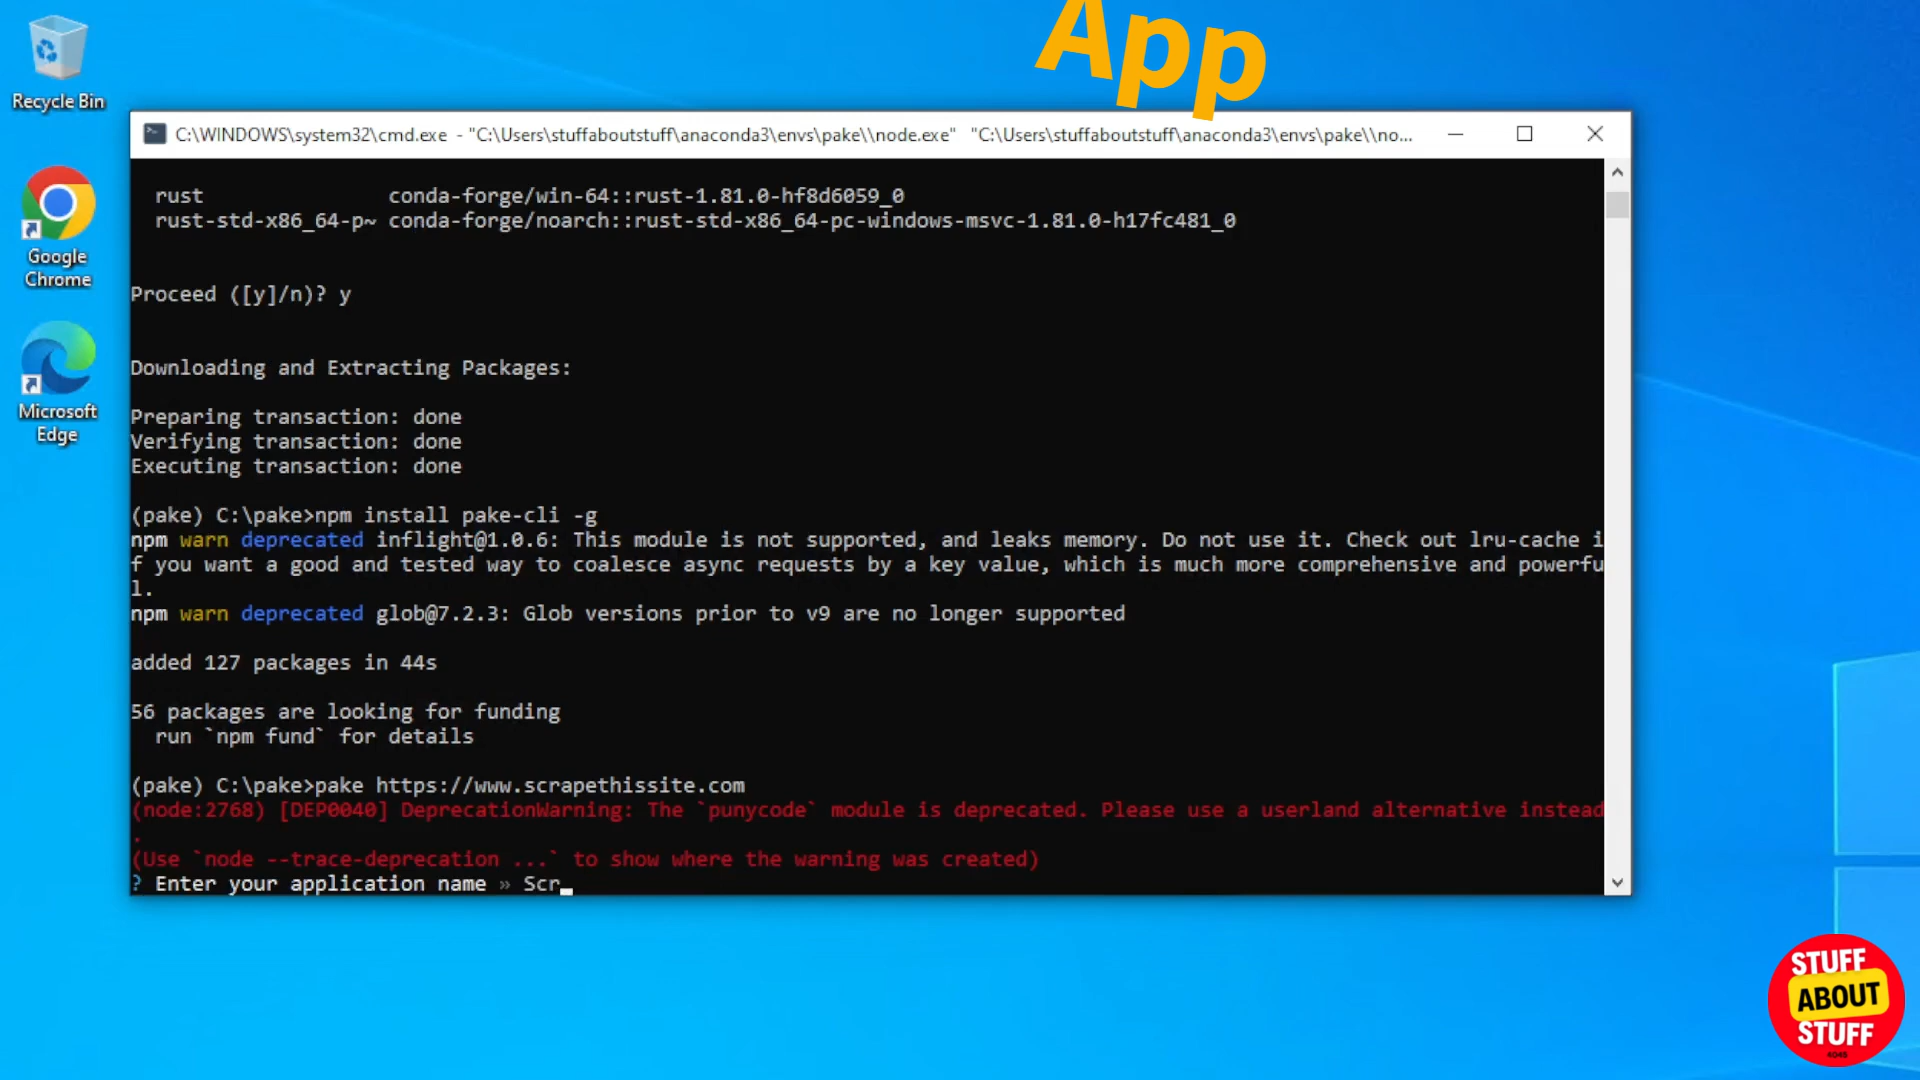 App
Recycle Bin
Google
Chrome
Microsoft
Edge
C:\WINDOWS\system32\cmd.exe - "C:\Users\stuffaboutstuff\anaconda3\envs\pake\\node.exe" "C:\Users\stuffaboutstuff\anaconda3\envs\pake\\no...
rust conda-forge/win-64::rust-1.81.0-hf8d6059_0
rust-std-x86_64-p~ conda-forge/noarch::rust-std-x86_64-pc-windows-msvc-1.81.0-h17fc481_0
Proceed ([y]/n)? y
Downloading and Extracting Packages:
Preparing transaction: done
Verifying transaction: done
Executing transaction: done
(pake) C:\pake>npm install pake-cli -g
npm warn deprecated inflight@1.0.6: This module is not supported, and leaks memory. Do not use it. Check out lru-cache i
f you want a good and tested way to coalesce async requests by a key value, which is much more comprehensive and powerfu
l.
npm warn deprecated glob@7.2.3: Glob versions prior to v9 are no longer supported
added 127 packages in 44s
56 packages are looking for funding
run `npm fund` for details
(pake) C:\pake>pake https://www.scrapethissite.com
(node:2768) [DEP0040] DeprecationWarning: The `punycode` module is deprecated. Please use a userland alternative instead
.
(Use `node --trace-deprecation ...` to show where the warning was created)
? Enter your application name » Scr_
STUFF
ABOUT
STUFF